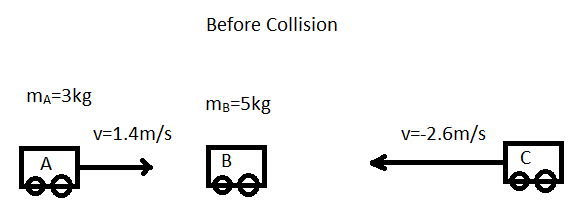 Before Collision
mA=3kg
mB=5kg
v=1.4m/s
v=-2.6m/s
A
B
C